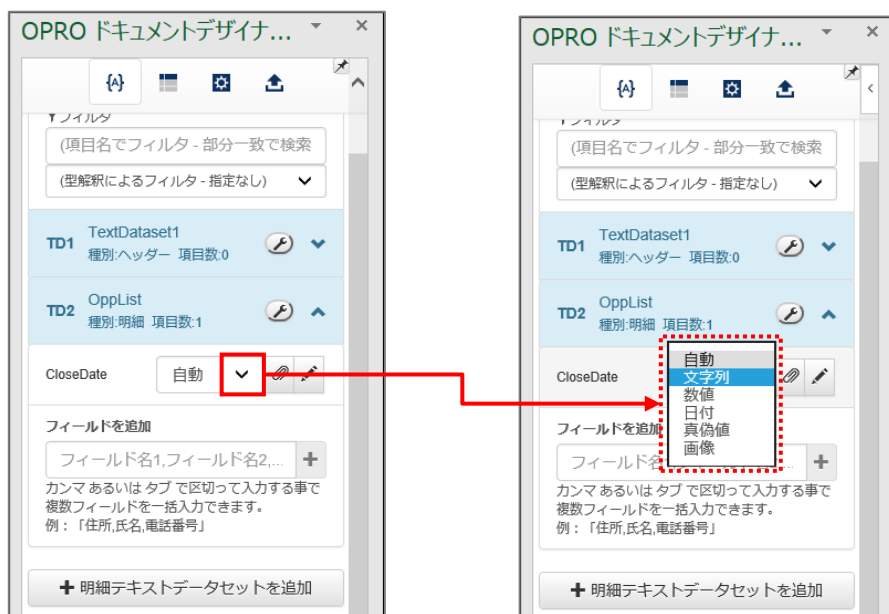 OPRO ドキュメントデザイナ...
{A}
フィルタ
(項目名でフィルタ - 部分一致で検索
(型解釈によるフィルタ - 指定なし)
TD1
TextDataset1
種別:ヘッダー 項目数:0
TD2
OppList
種別:明細 項目数:1
CloseDate
自動
フィールドを追加
フィールド名1,フィールド名2,...
カンマ あるいは タブ で区切って入力する事で
複数フィールドを一括入力できます。
例：「住所,氏名,電話番号」
明細テキストデータセットを追加
OPRO ドキュメントデザイナ...
{A}
フィルタ
(項目名でフィルタ - 部分一致で検索
(型解釈によるフィルタ - 指定なし)
TD1
TextDataset1
種別:ヘッダー 項目数:0
TD2
OppList
種別:明細 項目数:1
CloseDate
自動
文字列
数値
日付
真偽値
画像
フィールドを追加
フィールド名
カンマ あるいは タブ で区切って入力する事で
複数フィールドを一括入力できます。
例：「住所,氏名,電話番号」
明細テキストデータセットを追加